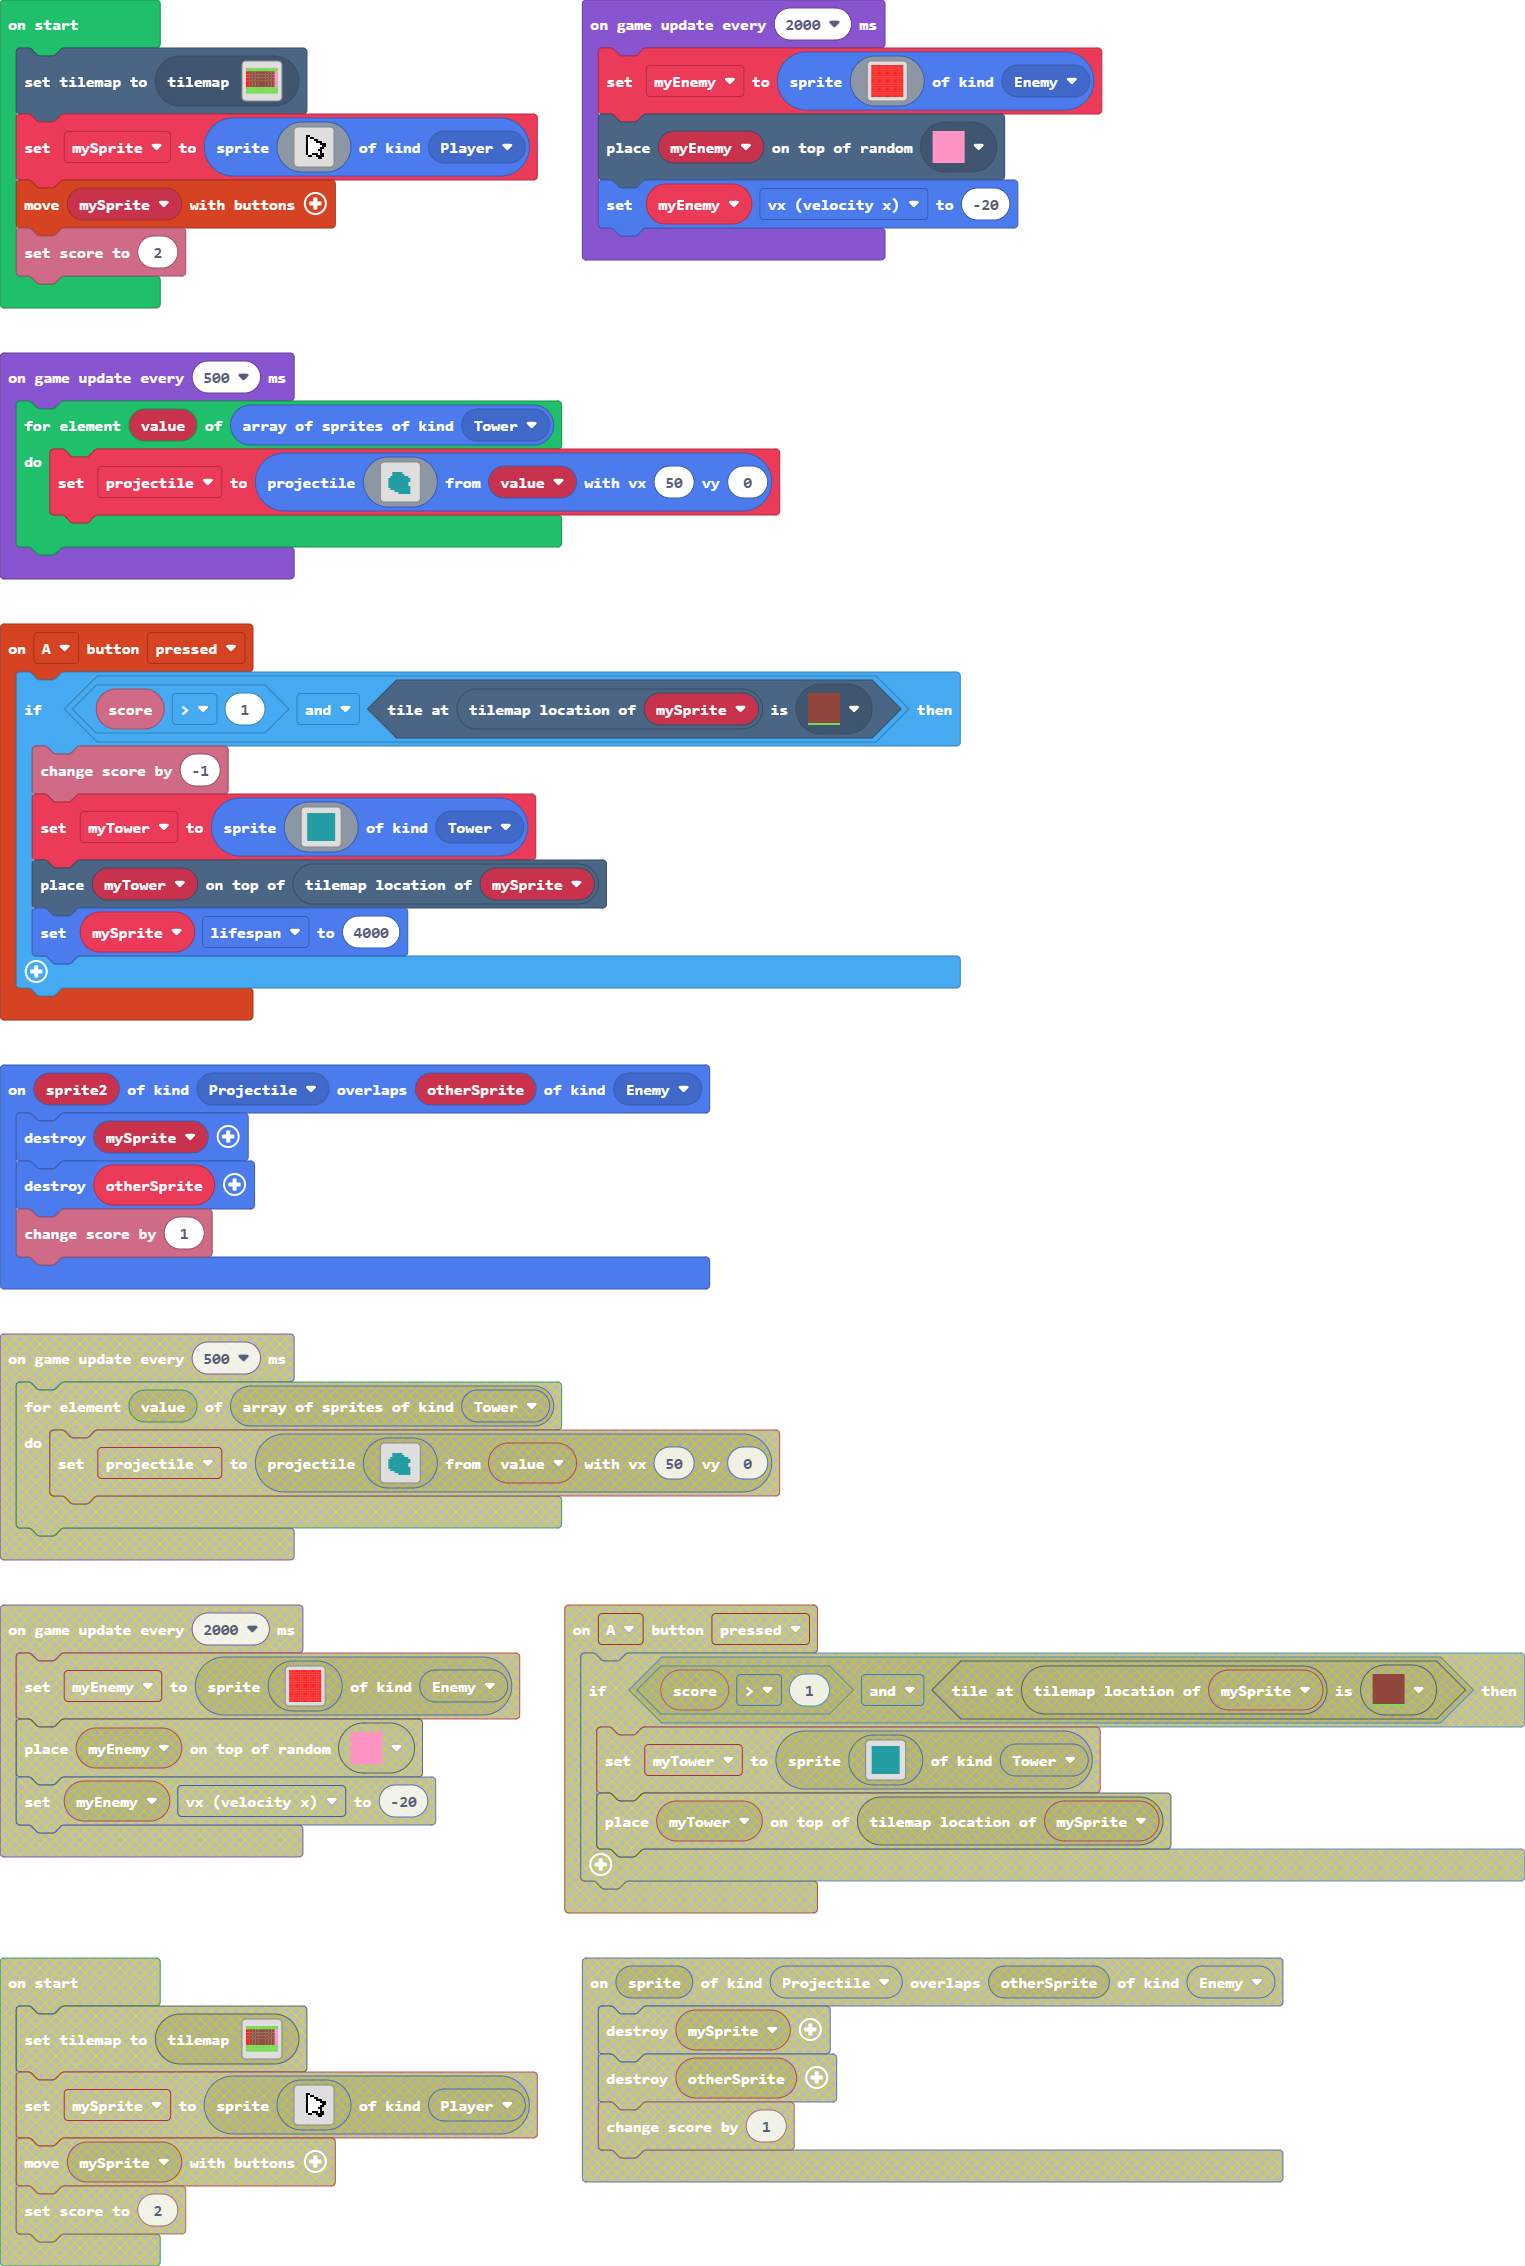 on start
set tilemap to tilemap
set mySprite to sprite of kind Player
move mySprite with buttons
set score to 2
on game update every 2000 ms
set myEnemy to sprite of kind Enemy
place myEnemy on top of random
set myEnemy vx (velocity x) to -20
on game update every 500 ms
for element value of array of sprites of kind Tower
do
set projectile to projectile from value with vx 50 vy 0
on A button pressed
if score > 1 and tile at tilemap location of mySprite is then
change score by -1
set myTower to sprite of kind Tower
place myTower on top of tilemap location of mySprite
set mySprite lifespan to 4000
on sprite2 of kind Projectile overlaps otherSprite of kind Enemy
destroy mySprite
destroy otherSprite
change score by 1
on game update every 500 ms
for element value of array of sprites of kind Tower
do
set projectile to projectile from value with vx 50 vy 0
on game update every 2000 ms
set myEnemy to sprite of kind Enemy
place myEnemy on top of random
set myEnemy vx (velocity x) to -20
on A button pressed
if score > 1 and tile at tilemap location of mySprite is then
set myTower to sprite of kind Tower
place myTower on top of tilemap location of mySprite
on start
set tilemap to tilemap
set mySprite to sprite of kind Player
move mySprite with buttons
set score to 2
on sprite of kind Projectile overlaps otherSprite of kind Enemy
destroy mySprite
destroy otherSprite
change score by 1